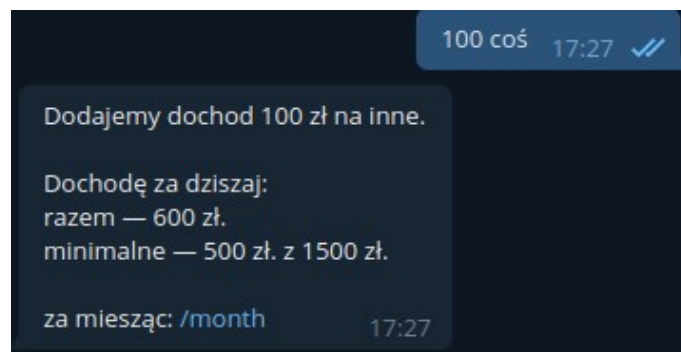 100 coś 17:27
Dodajemy dochod 100 zł na inne.
Dochodę za dziszaj:
razem — 600 zł.
minimalne — 500 zł. z 1500 zł.
za miesząc: /month 17:27